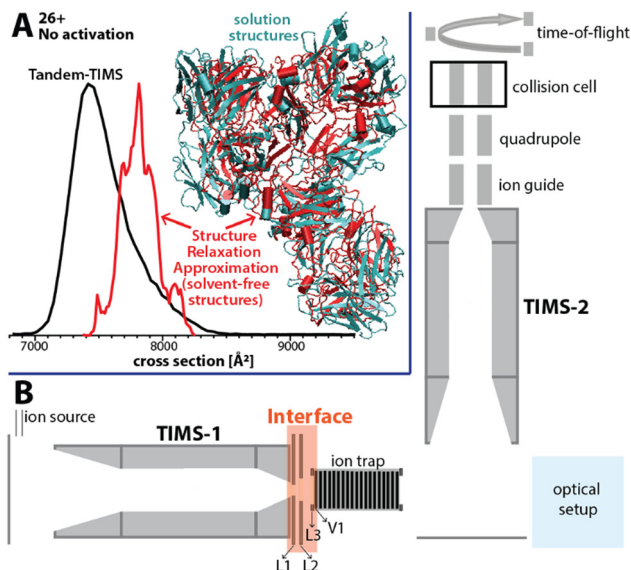 A
26+
No activation
Tandem-TIMS
solution
structures
Structure
Relaxation
Approximation
(solvent-free
structures)
7000
8000
9000
cross section [Å²]
time-of-flight
collision cell
quadrupole
ion guide
TIMS-2
B
ion source
TIMS-1
Interface
ion trap
L3
V1
L1
L2
optical
setup